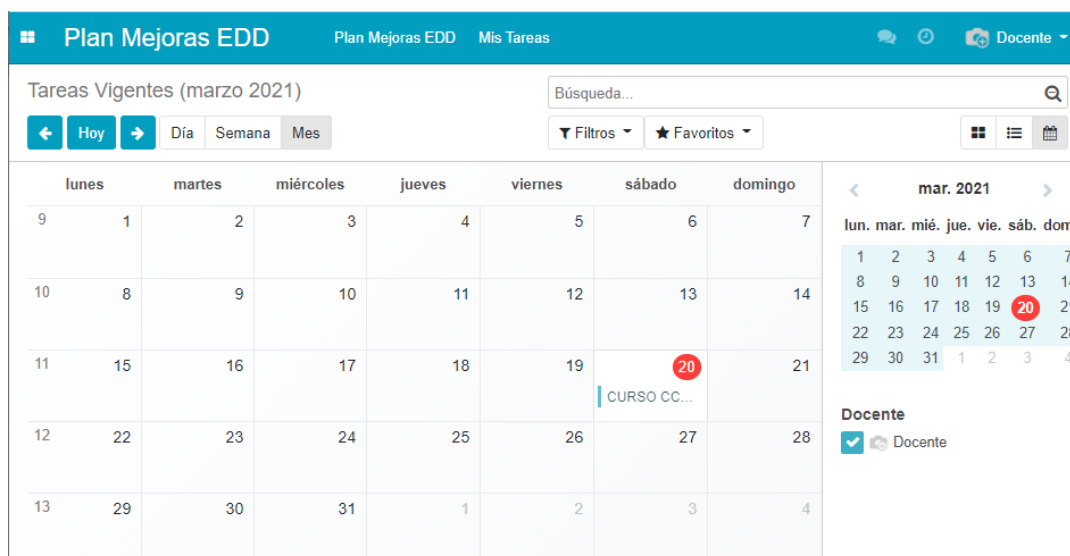 Plan Mejoras EDD Plan Mejoras EDD Mis Tareas Docente
Tareas Vigentes (marzo 2021) Búsqueda...
Hoy Día Semana Mes Filtros Favoritos
lunes martes miércoles jueves viernes sábado domingo
9 1 2 3 4 5 6 7
10 8 9 10 11 12 13 14
11 15 16 17 18 19 20 21
CURSO CC...
12 22 23 24 25 26 27 28
13 29 30 31 1 2 3 4
mar. 2021
lun. mar. mié. jue. vie. sáb. dom
1 2 3 4 5 6 7
8 9 10 11 12 13
15 16 17 18 19 20
22 23 24 25 26 27
29 30 31 1 2 3 4
Docente
Docente